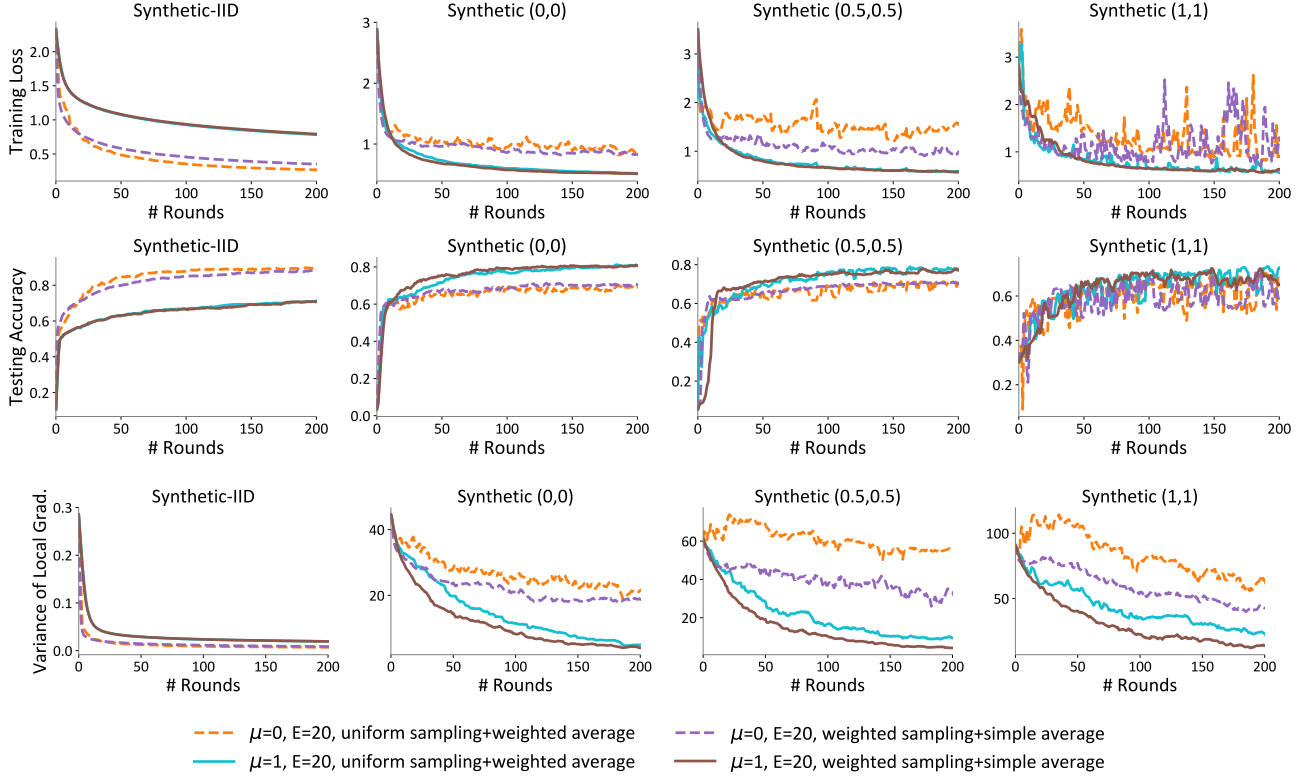 Synthetic-IID
Synthetic (0,0)
Synthetic (0.5,0.5)
Synthetic (1,1)
Training Loss
2.0
1.5
1.0
0.5
0 50 100 150 200
# Rounds
3
2
1
0 50 100 150 200
# Rounds
3
2
1
0 50 100 150 200
# Rounds
3
2
1
0 50 100 150 200
# Rounds
Synthetic-IID
Synthetic (0,0)
Synthetic (0.5,0.5)
Synthetic (1,1)
Testing Accuracy
0.8
0.6
0.4
0.2
0 50 100 150 200
# Rounds
0.8
0.6
0.4
0.2
0.0
0 50 100 150 200
# Rounds
0.8
0.6
0.4
0.2
0 50 100 150 200
# Rounds
0.6
0.4
0.2
0 50 100 150 200
# Rounds
Synthetic-IID
Synthetic (0,0)
Synthetic (0.5,0.5)
Synthetic (1,1)
Variance of Local Grad.
0.3
0.2
0.1
0.0
0 50 100 150 200
# Rounds
40
20
0 50 100 150 200
# Rounds
60
40
20
0 50 100 150 200
# Rounds
100
50
0 50 100 150 200
# Rounds
μ=0, E=20, uniform sampling+weighted average
μ=0, E=20, weighted sampling+simple average
μ=1, E=20, uniform sampling+weighted average
μ=1, E=20, weighted sampling+simple average